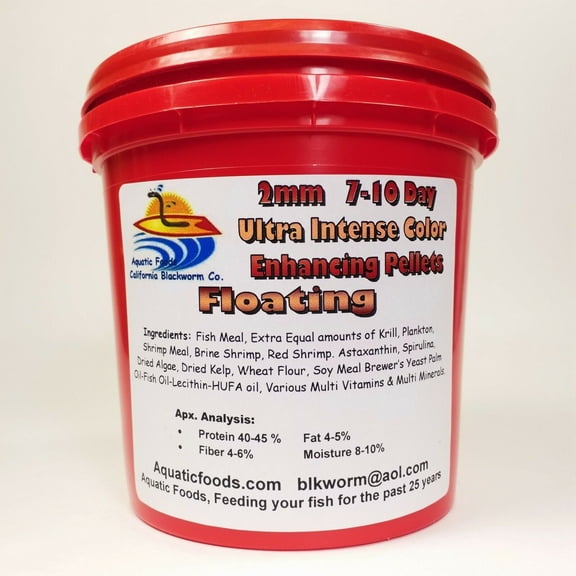 2mm 7-10 Day
Ultra Intense Color
Enhancing Pellets
Floating
Aquatic Foods
California Blackworm Co.
Ingredients: Fish Meal, Extra Equal amounts of Krill, Plankton,
Shrimp Meal, Brine Shrimp, Red Shrimp. Astaxanthin, Spirulina,
Dried Algae, Dried Kelp, Wheat Flour, Soy Meal Brewer's Yeast Palm
Oil-Fish Oil-Lecithin-HUFA oil, Various Multi Vitamins & Multi Minerals.
Apx. Analysis:
• Protein 40-45 % Fat 4-5%
• Fiber 4-6% Moisture 8-10%
Aquaticfoods.com blkworm@aol.com
Aquatic Foods, Feeding your fish for the past 25 years